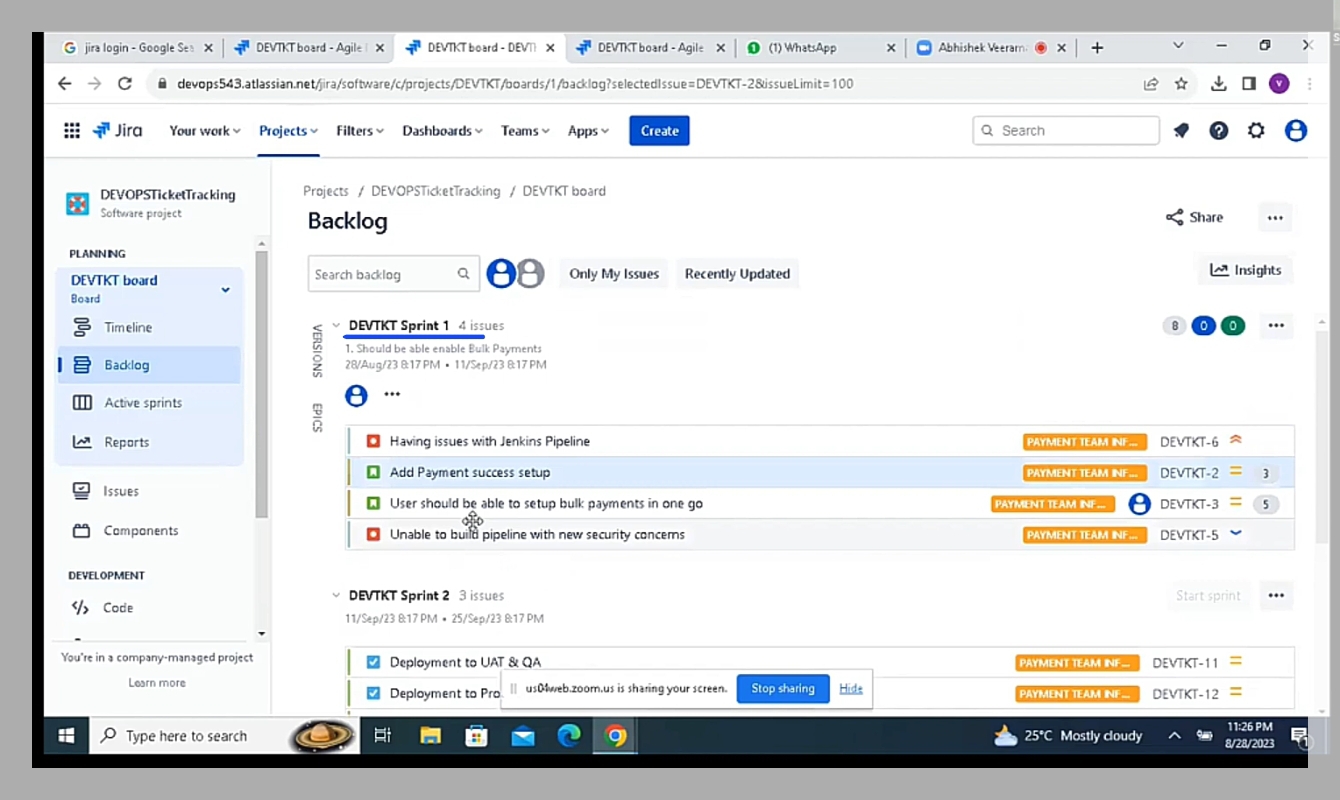 jira login - Google Se
DEVTKT board - Agile
DEVTKT board - DEVT
DEVTKT board - Agile
(1) WhatsApp
Abhishek Veeram
devops543.atlassian.net/jira/software/c/projects/DEVTKT/boards/1/backlog?selectedIssue=DEVTKT-2&issueLimit=100
V
Jira
Your work
Projects
Filters
Dashboards
Teams
Apps
Create
Search
DEVOPSTicketTracking
Software project
PLANNING
DEVTKT board
Board
Timeline
Backlog
Active sprints
Reports
Issues
Components
DEVELOPMENT
Code
You're in a company-managed project
Learn more
Projects / DEVOPSTicketTracking / DEVTKT board
Backlog
Share
Search backlog
Only My Issues
Recently Updated
Insights
VERSIONS
EPICS
DEVTKT Sprint 1 4 issues
8 0 0
1. Should be able enable Bulk Payments
28/Aug/23 8:17 PM • 11/Sep/23 8:17 PM
Having issues with Jenkins Pipeline PAYMENT TEAM INF... DEVTKT-6
Add Payment success setup PAYMENT TEAM INF... DEVTKT-2 3
User should be able to setup bulk payments in one go PAYMENT TEAM INF... DEVTKT-3 5
Unable to build pipeline with new security concerns PAYMENT TEAM INF... DEVTKT-5
DEVTKT Sprint 2 3 issues
Start sprint
11/Sep/23 8:17 PM • 25/Sep/23 8:17 PM
Deployment to UAT & QA PAYMENT TEAM INF... DEVTKT-11
Deployment to Pro PAYMENT TEAM INF... DEVTKT-12
us04web.zoom.us is sharing your screen.
Stop sharing
Hide
Type here to search
25°C Mostly cloudy
11:26 PM
8/28/2023
1